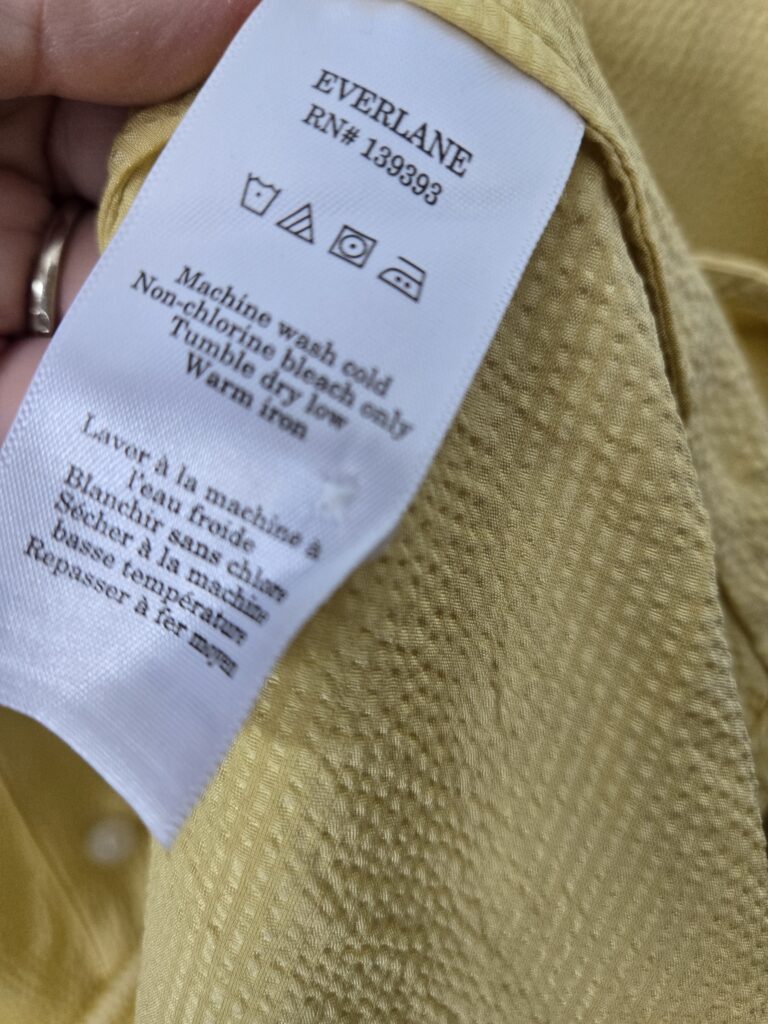 EVERLANE
RN# 139393
Machine wash cold
Non-chlorine bleach only
Tumble dry low
Warm iron
Laver à la machine à
l'eau froide
Blanchir sans chlore
Sécher à la machine
basse température
Repasser à fer moyen